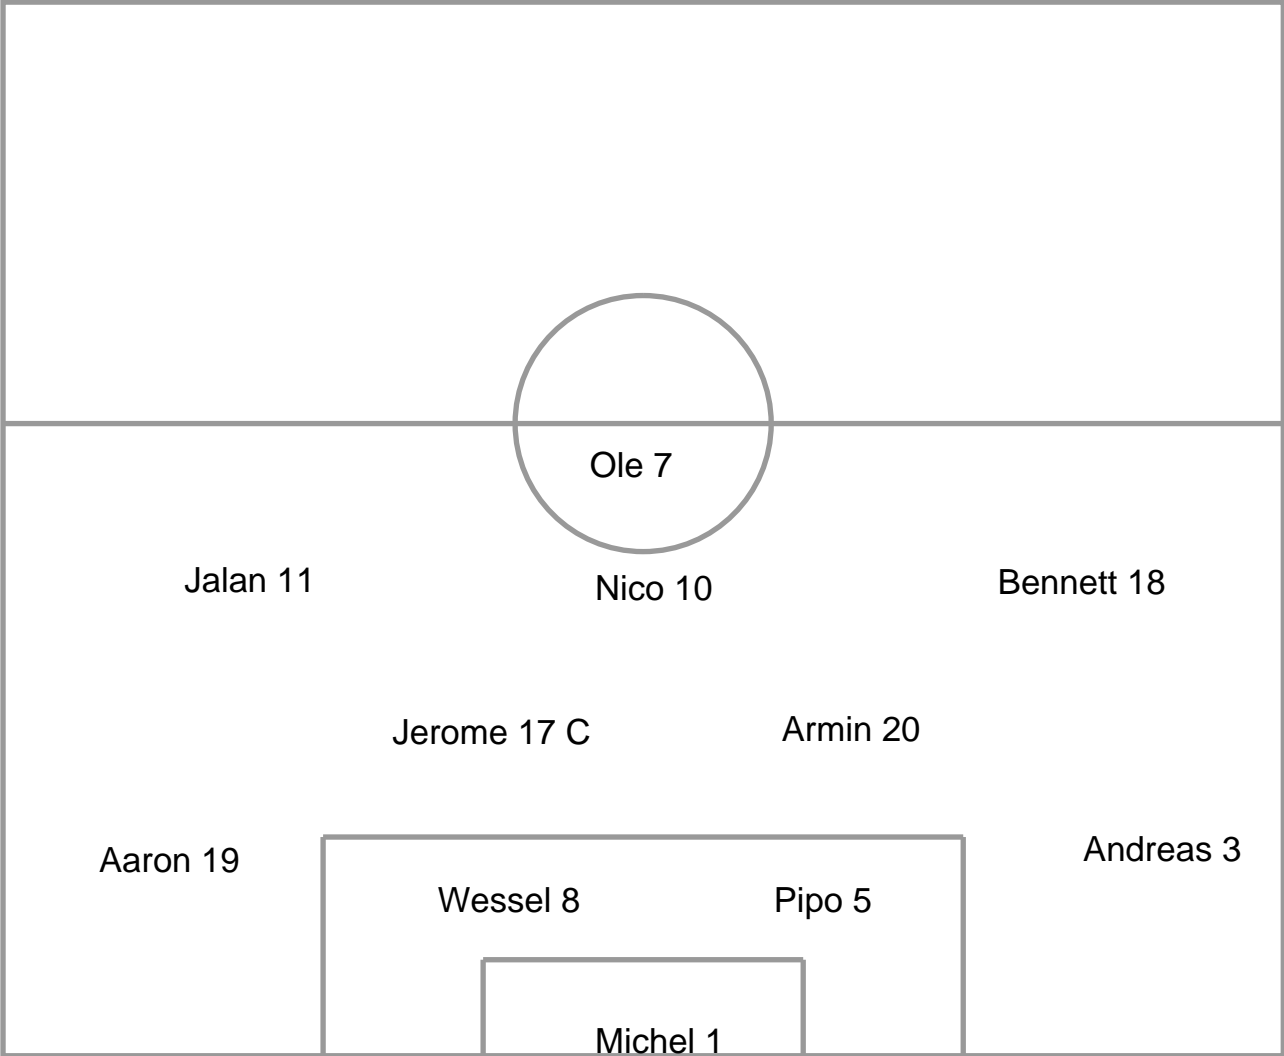 Ole 7
Jalan 11
Nico 10
Bennett 18
Jerome 17 C
Armin 20
Aaron 19
Andreas 3
Wessel 8
Pipo 5
Michel 1